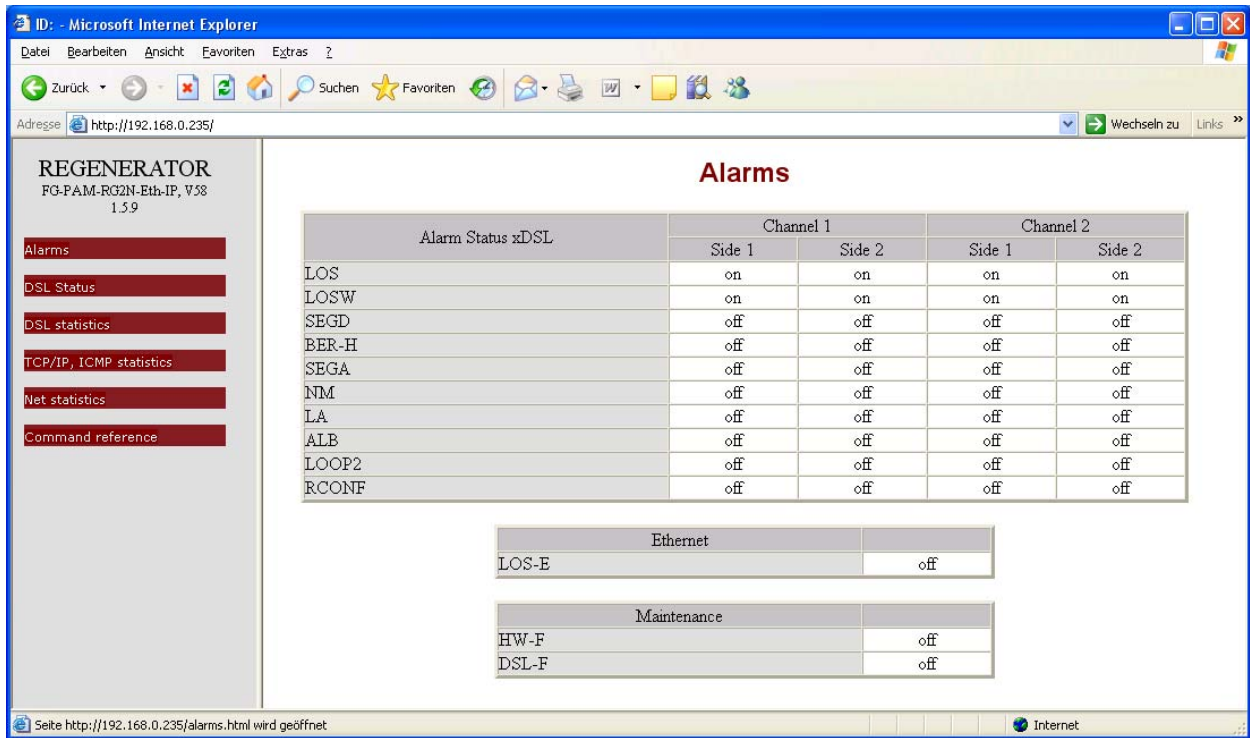 ID: - Microsoft Internet Explorer
Datei Bearbeiten Ansicht Favoriten Extras ?
Zurück Suchen Favoriten
Adresse http://192.168.0.235/ Wechseln zu Links »
REGENERATOR
FG-PAM-RG2N-Eth-IP, V58
1.5.9
Alarms
DSL Status
DSL statistics
TCP/IP, ICMP statistics
Net statistics
Command reference
Alarms
Alarm Status xDSL Channel 1 Channel 2
Side 1 Side 2 Side 1 Side 2
LOS on on on on
LOSW on on on on
SEGD off off off off
BER-H off off off off
SEGA off off off off
NM off off off off
LA off off off off
ALB off off off off
LOOP2 off off off off
RCONF off off off off
Ethernet
LOS-E off
Maintenance
HW-F off
DSL-F off
Seite http://192.168.0.235/alarms.html wird geöffnet Internet